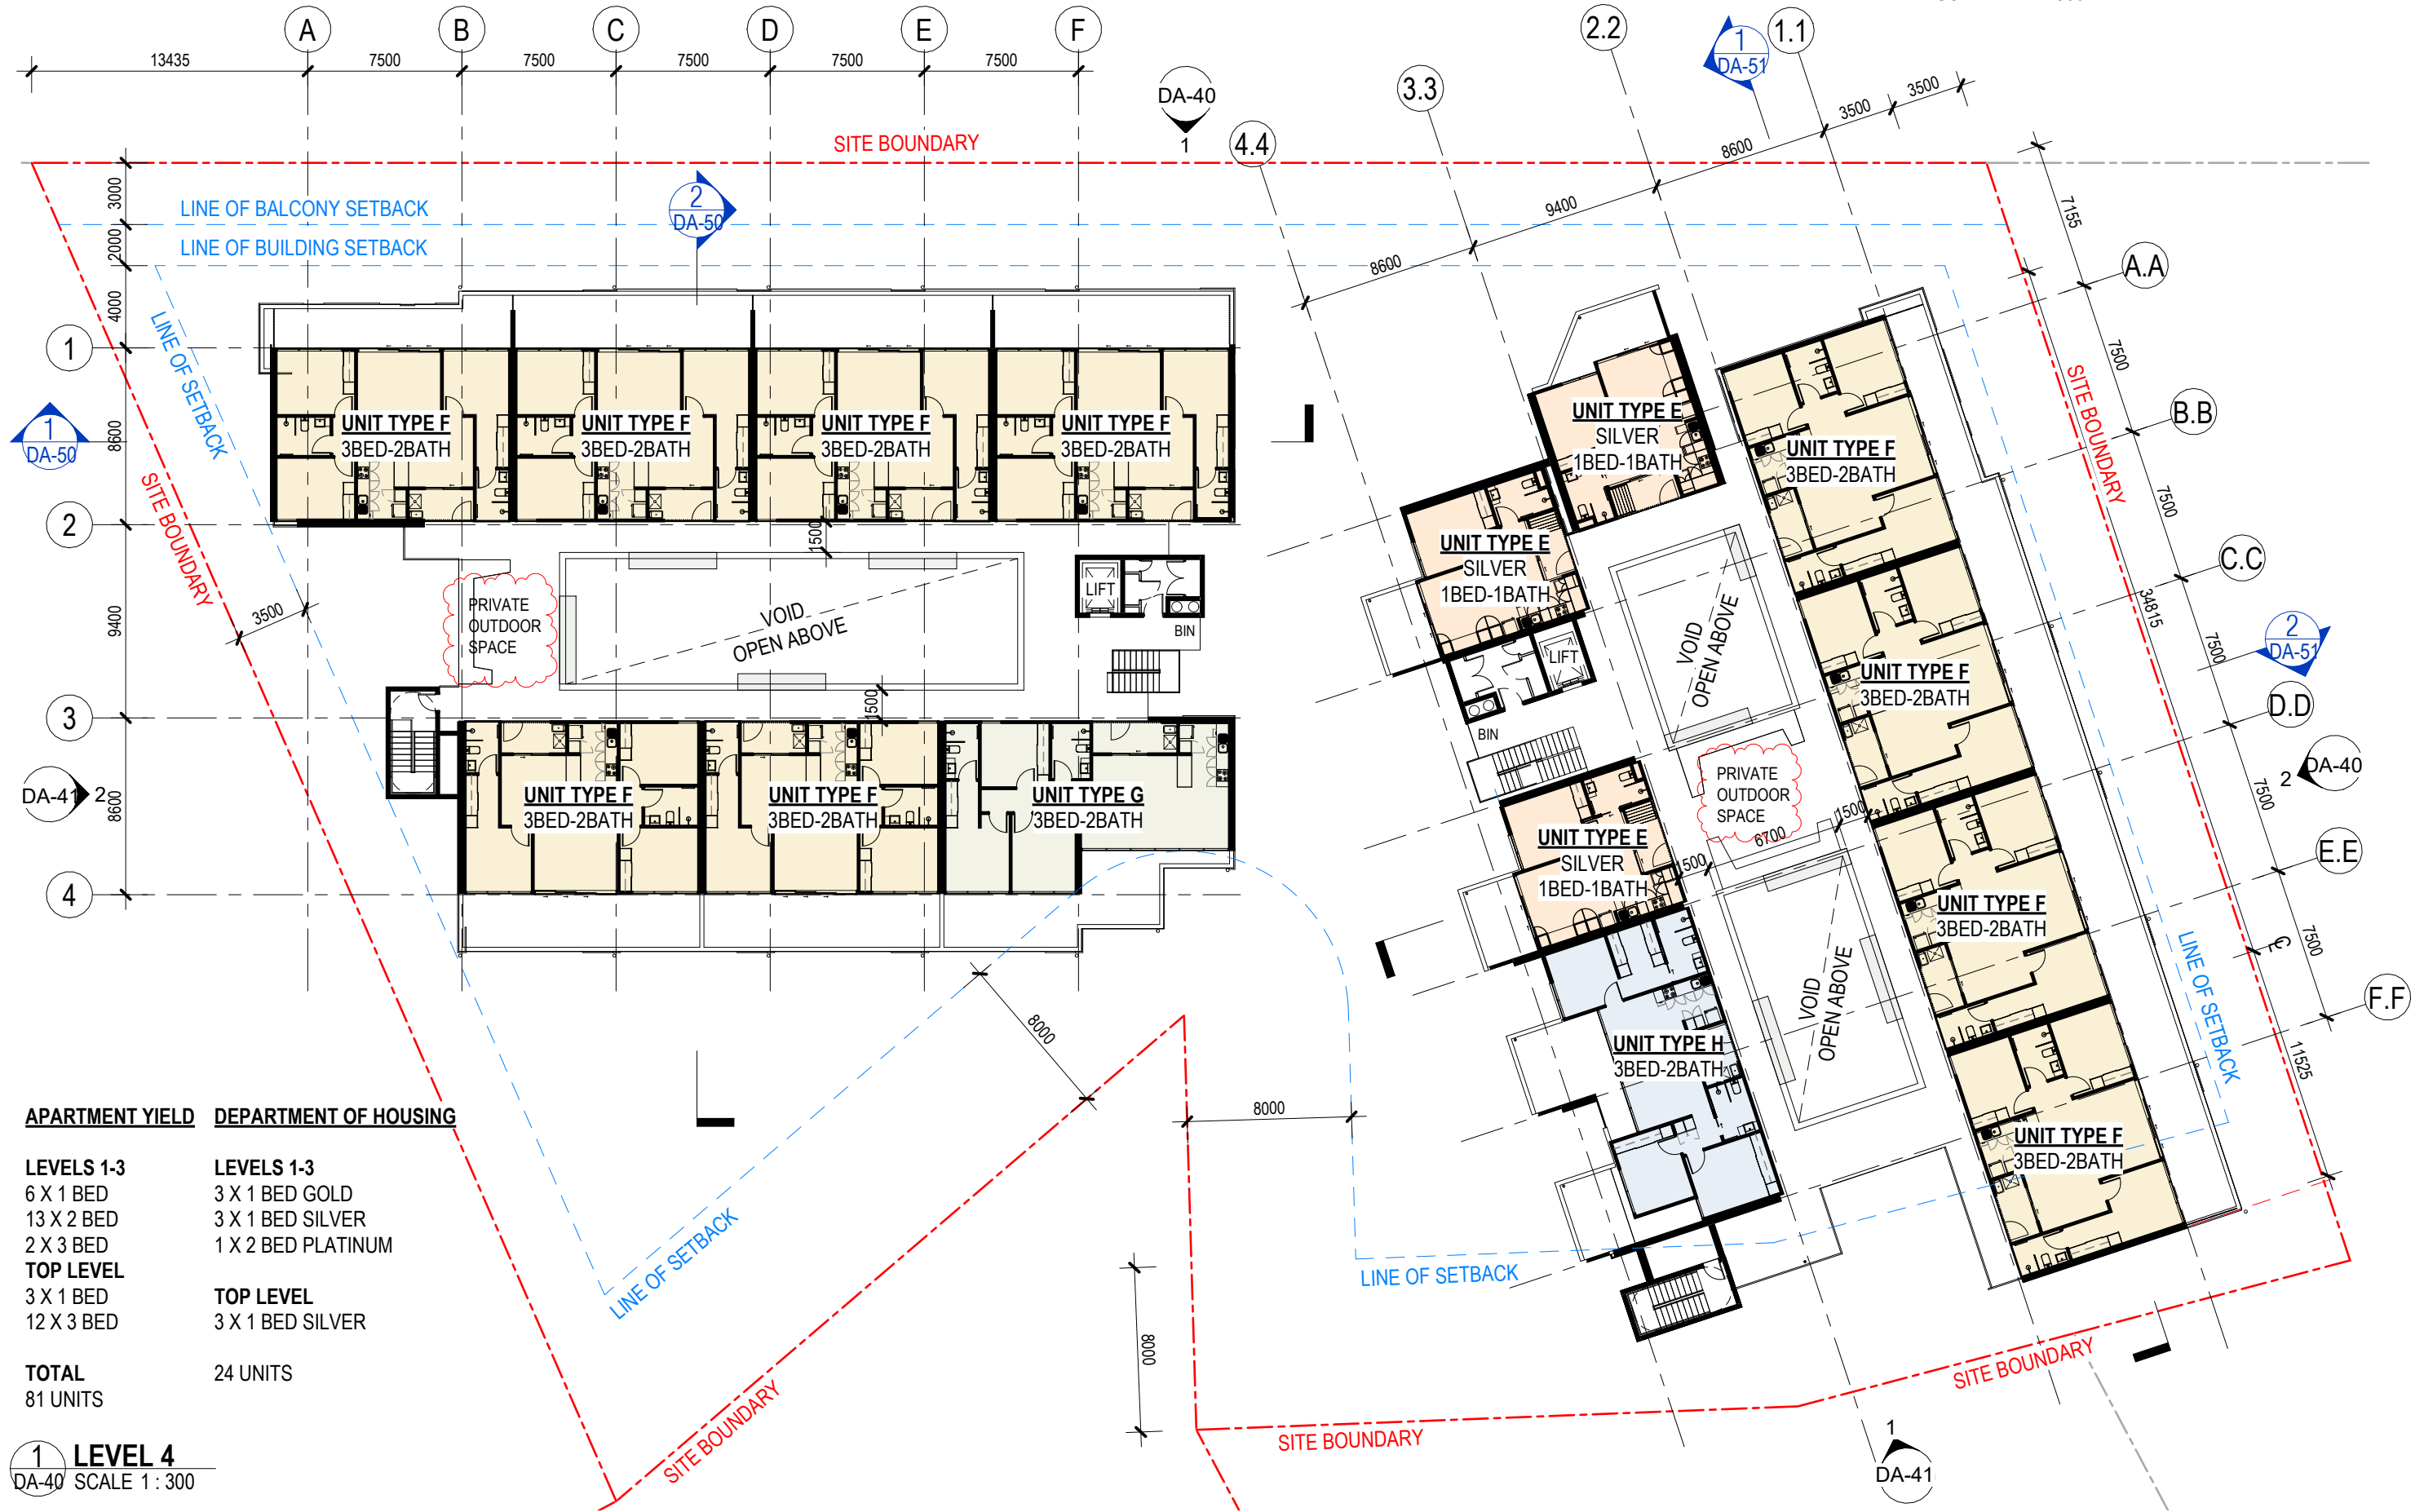 A
B
C
D
E
F
2.2
1
DA-51
1.1
13435
7500
7500
7500
7500
7500
DA-40
1
3.3
3500
3500
4.4
8600
SITE BOUNDARY
3000
LINE OF BALCONY SETBACK
2
DA-50
9400
7155
2000
LINE OF BUILDING SETBACK
8600
A.A
4000
LINE OF SETBACK
1
7500
SITE BOUNDARY
B.B
1
DA-50
8600
UNIT TYPE F
3BED-2BATH
UNIT TYPE F
3BED-2BATH
UNIT TYPE F
3BED-2BATH
UNIT TYPE F
3BED-2BATH
UNIT TYPE E
SILVER
1BED-1BATH
UNIT TYPE F
3BED-2BATH
SITE BOUNDARY
2
1500
7500
UNIT TYPE E
SILVER
1BED-1BATH
C.C
3500
9400
PRIVATE
OUTDOOR
SPACE
VOID
OPEN ABOVE
LIFT
BIN
VOID
OPEN ABOVE
34815
7500
2
DA-51
LIFT
UNIT TYPE F
3BED-2BATH
D.D
3
1500
BIN
PRIVATE
OUTDOOR
SPACE
DA-40
2
DA-41
2
8600
UNIT TYPE F
3BED-2BATH
UNIT TYPE F
3BED-2BATH
UNIT TYPE G
3BED-2BATH
7500
1500
6700
UNIT TYPE E
SILVER
1BED-1BATH
1500
E.E
4
UNIT TYPE F
3BED-2BATH
7500
LINE OF SETBACK
VOID
OPEN ABOVE
F.F
8000
UNIT TYPE H
3BED-2BATH
11525
8000
UNIT TYPE F
3BED-2BATH
APARTMENT YIELD
DEPARTMENT OF HOUSING
LEVELS 1-3
LEVELS 1-3
6 X 1 BED
3 X 1 BED GOLD
13 X 2 BED
3 X 1 BED SILVER
2 X 3 BED
1 X 2 BED PLATINUM
TOP LEVEL
3 X 1 BED
TOP LEVEL
12 X 3 BED
3 X 1 BED SILVER
TOTAL
24 UNITS
81 UNITS
LINE OF SETBACK
LINE OF SETBACK
8000
SITE BOUNDARY
SITE BOUNDARY
SITE BOUNDARY
1
DA-41
1
DA-40
LEVEL 4
SCALE 1 : 300